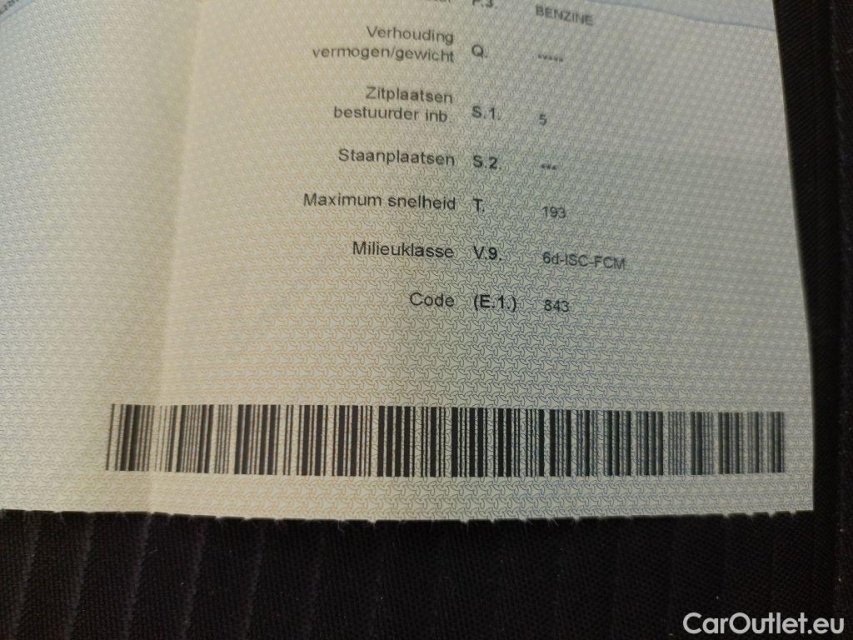 P.3 BENZINE
Verhouding
vermogen/gewicht Q. *****
Zitplaatsen
bestuurder inb. S.1. 5
Staanplaatsen S.2. ***
Maximum snelheid T. 193
Milieuklasse V.9. 6d-ISC-FCM
Code (E.1.) 843
CarOutlet.eu